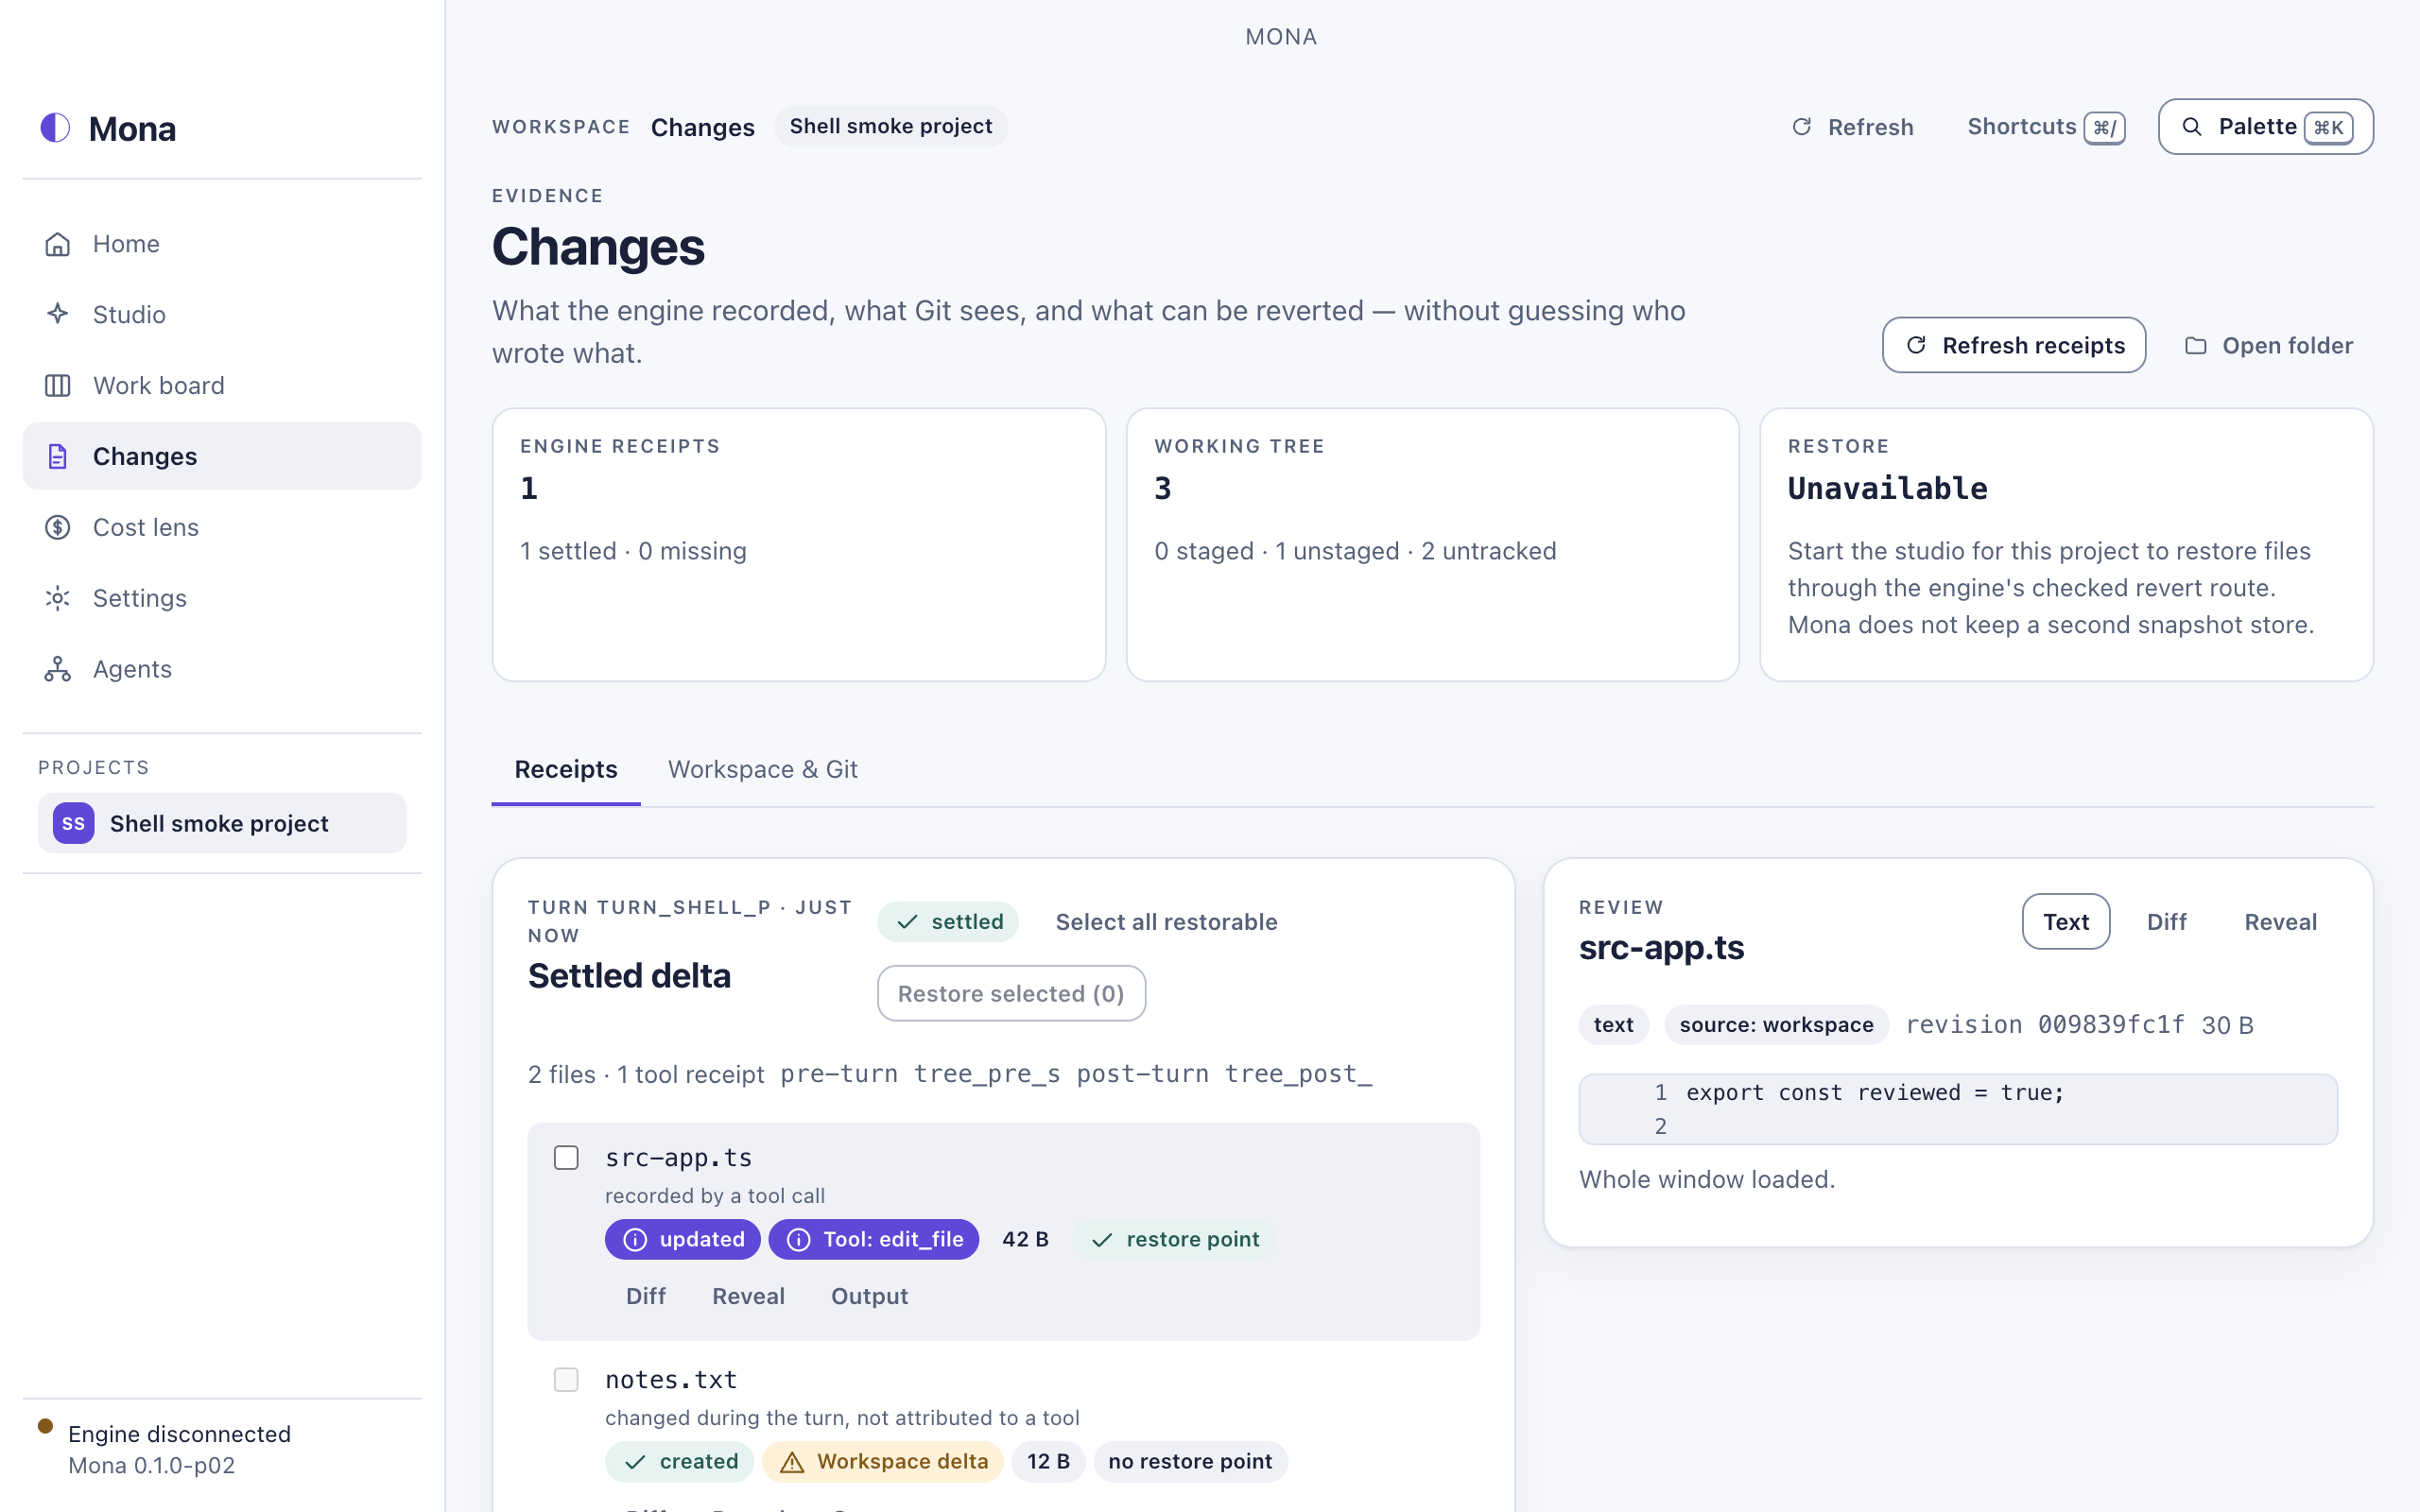 MONA
Mona
Home
Studio
Work board
Changes
Cost lens
Settings
Agents
PROJECTS
SS Shell smoke project
Engine disconnected
Mona 0.1.0-p02
WORKSPACE Changes Shell smoke project
Refresh Shortcuts ⌘/ Palette ⌘K
EVIDENCE
Changes
What the engine recorded, what Git sees, and what can be reverted — without guessing who
wrote what.
Refresh receipts Open folder
ENGINE RECEIPTS
1
1 settled · 0 missing
WORKING TREE
3
0 staged · 1 unstaged · 2 untracked
RESTORE
Unavailable
Start the studio for this project to restore files
through the engine's checked revert route.
Mona does not keep a second snapshot store.
Receipts Workspace & Git
TURN TURN_SHELL_P · JUST
NOW
Settled delta
settled Select all restorable
Restore selected (0)
2 files · 1 tool receipt pre-turn tree_pre_s post-turn tree_post_
src-app.ts
recorded by a tool call
updated Tool: edit_file 42 B restore point
Diff Reveal Output
notes.txt
changed during the turn, not attributed to a tool
created Workspace delta 12 B no restore point
REVIEW
src-app.ts
Text Diff Reveal
text source: workspace revision 009839fc1f 30 B
1 export const reviewed = true;
2
Whole window loaded.